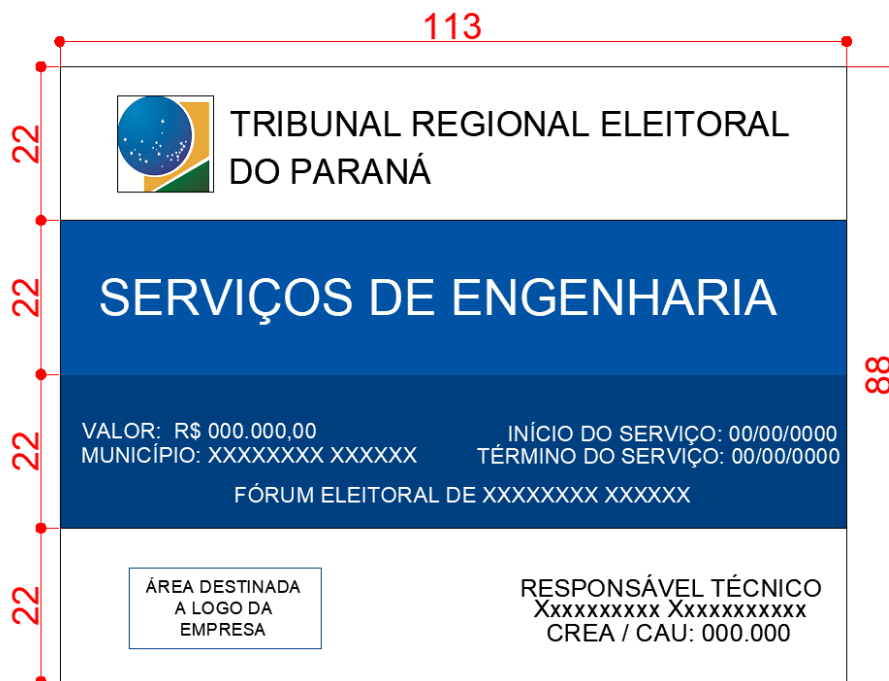 113
22
TRIBUNAL REGIONAL ELEITORAL
DO PARANÁ
22
SERVIÇOS DE ENGENHARIA
88
22
VALOR: R$ 000.000,00
MUNICÍPIO: XXXXXXXX XXXXXX
INÍCIO DO SERVIÇO: 00/00/0000
TÉRMINO DO SERVIÇO: 00/00/0000
FÓRUM ELEITORAL DE XXXXXXXX XXXXXX
22
ÁREA DESTINADA
A LOGO DA
EMPRESA
RESPONSÁVEL TÉCNICO
Xxxxxxxxxx Xxxxxxxxxxx
CREA / CAU: 000.000